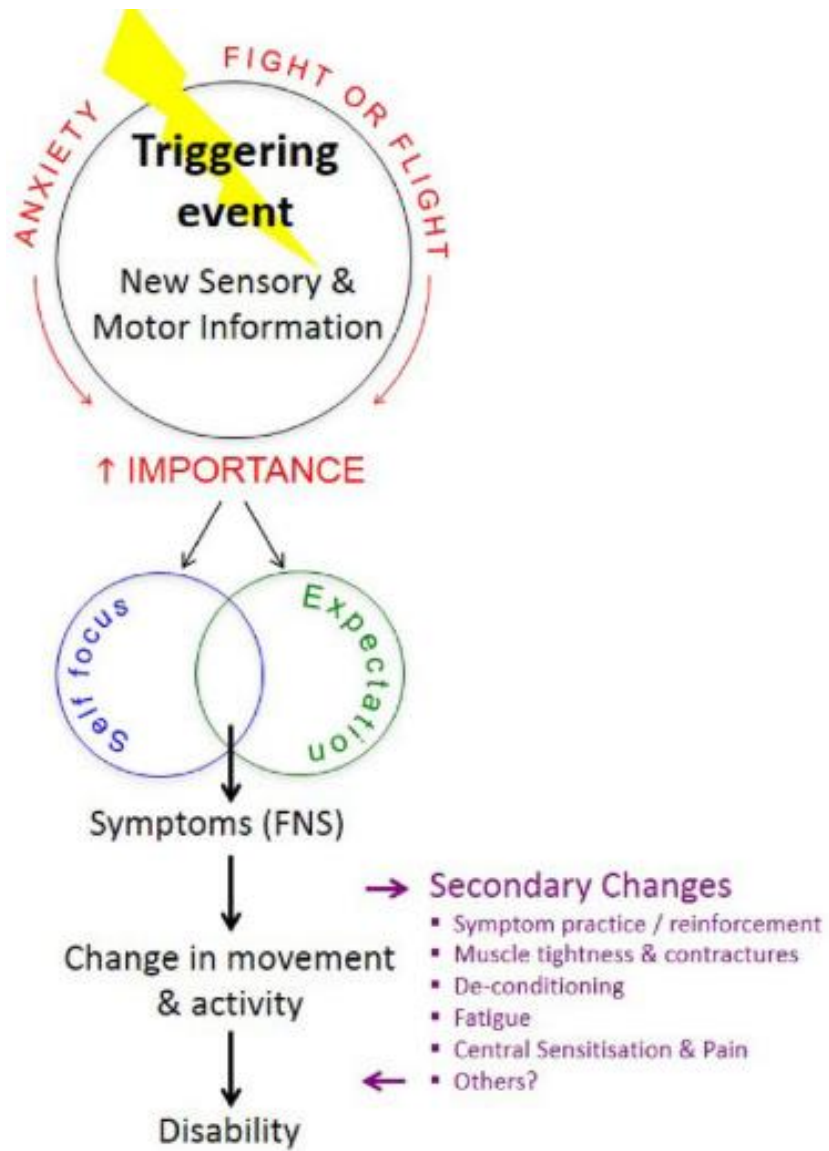 ANXIETY
FIGHT OR FLIGHT
Triggering
event
New Sensory &
Motor Information
↑ IMPORTANCE
Self focus
Expectation
Symptoms (FNS)
Change in movement
& activity
Disability
Secondary Changes
▪ Symptom practice / reinforcement
▪ Muscle tightness & contractures
▪ De-conditioning
▪ Fatigue
▪ Central Sensitisation & Pain
▪ Others?